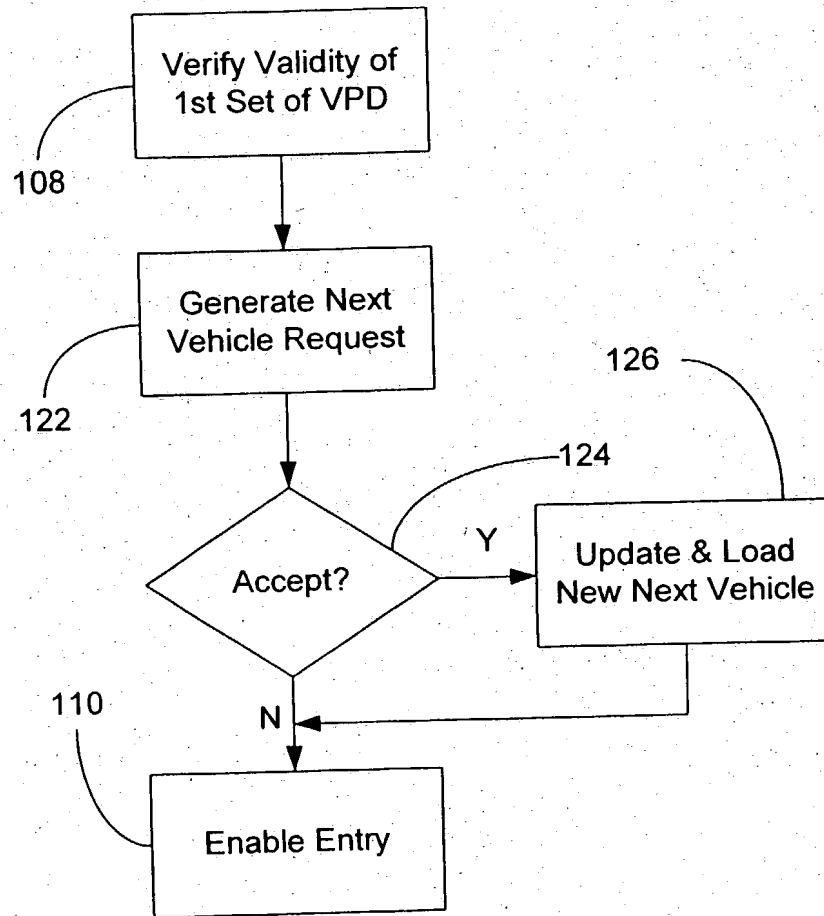 Verify Validity of
1st Set of VPD
108
Generate Next
Vehicle Request
122
126
124
Accept?
Y
Update & Load
New Next Vehicle
N
110
Enable Entry